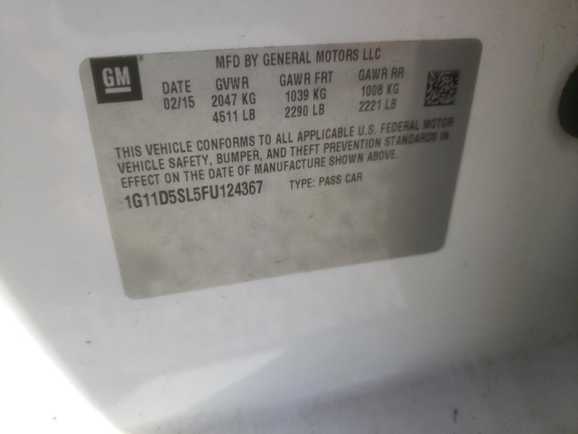 GM
MFD BY GENERAL MOTORS LLC
DATE GVWR GAWR FRT GAWR RR
02/15 2047 KG 1039 KG 1008 KG
4511 LB 2290 LB 2221 LB
THIS VEHICLE CONFORMS TO ALL APPLICABLE U.S. FEDERAL MOTOR
VEHICLE SAFETY, BUMPER, AND THEFT PREVENTION STANDARDS IN
EFFECT ON THE DATE OF MANUFACTURE SHOWN ABOVE.
1G11D5SL5FU124367 TYPE: PASS CAR